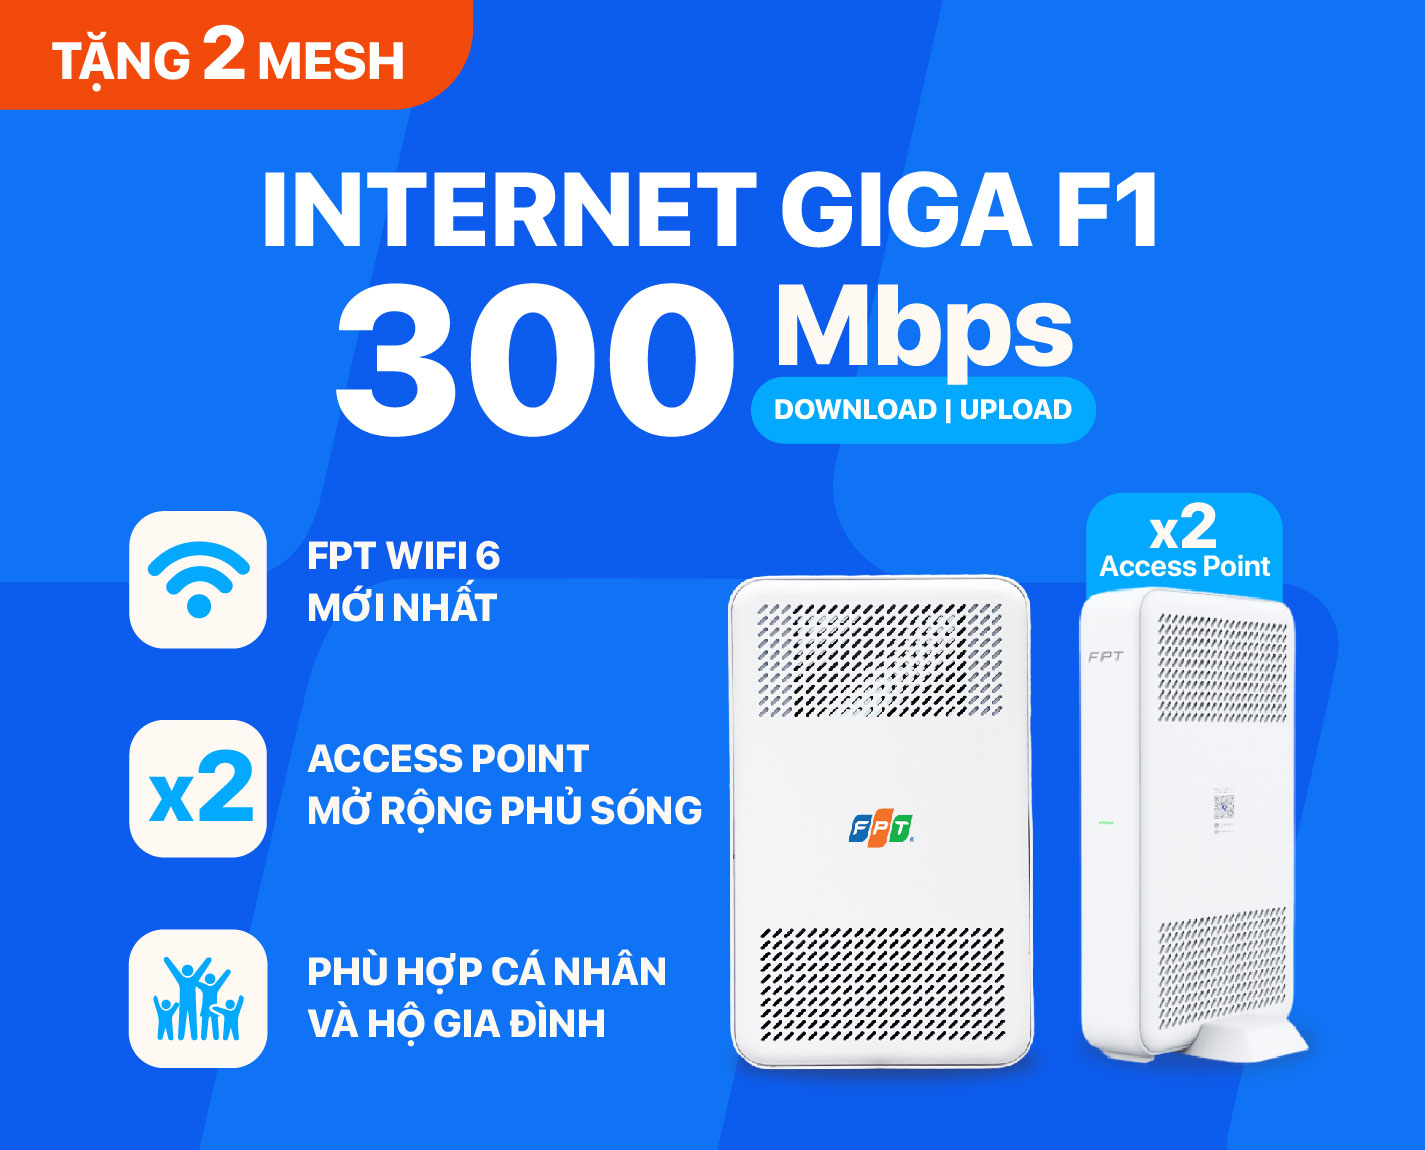 TẶNG 2 MESH
INTERNET GIGA F1
300 Mbps
DOWNLOAD | UPLOAD
FPT WIFI 6
MỚI NHẤT
x2
ACCESS POINT
MỞ RỘNG PHỦ SÓNG
PHÙ HỢP CÁ NHÂN
VÀ HỘ GIA ĐÌNH
FPT
x2
Access Point
FPT